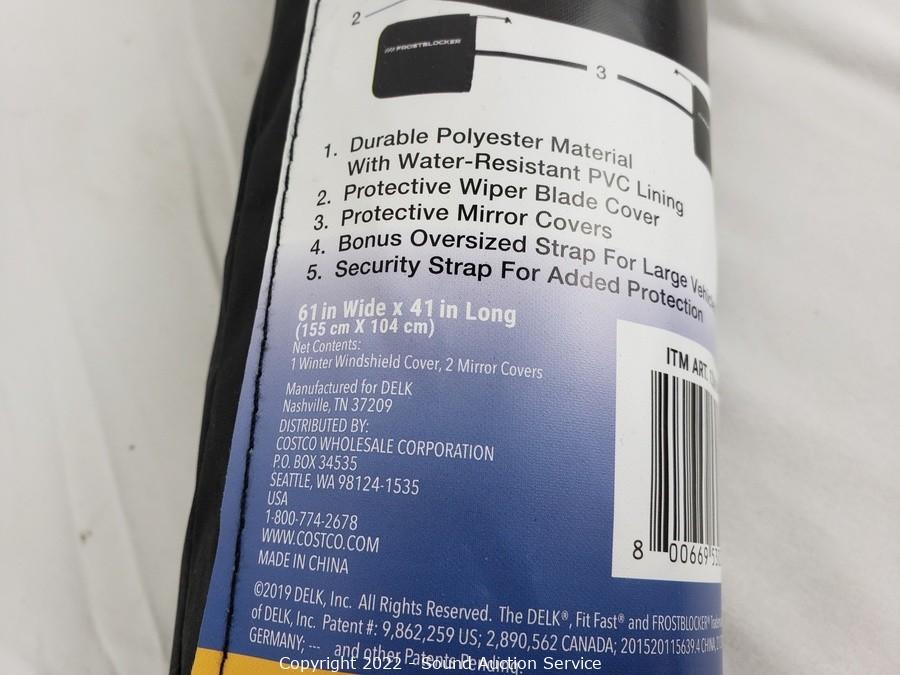 2
FROSTBLOCKER
3
1. Durable Polyester Material
With Water-Resistant PVC Lining
2. Protective Wiper Blade Cover
3. Protective Mirror Covers
4. Bonus Oversized Strap For Large
5. Security Strap For Added Protection
61 in Wide x 41 in Long
(155 cm X 104 cm)
Net Contents:
1 Winter Windshield Cover, 2 Mirror Covers
Manufactured for DELK
Nashville, TN 37209
DISTRIBUTED BY:
COSTCO WHOLESALE CORPORATION
P.O. BOX 34535
SEATTLE, WA 98124-1535
USA
1-800-774-2678
WWW.COSTCO.COM
MADE IN CHINA
ITM ART.
8 00669
©2019 DELK, Inc. All Rights Reserved. The DELK®, Fit Fast® and FROSTBLOCKER®
of DELK, Inc. Patent #: 9,862,259 US; 2,890,562 CANADA; 201520115639.4 CHINA,
GERMANY; --- and other Patents Pending.
Copyright 2022 - Sound Auction Service